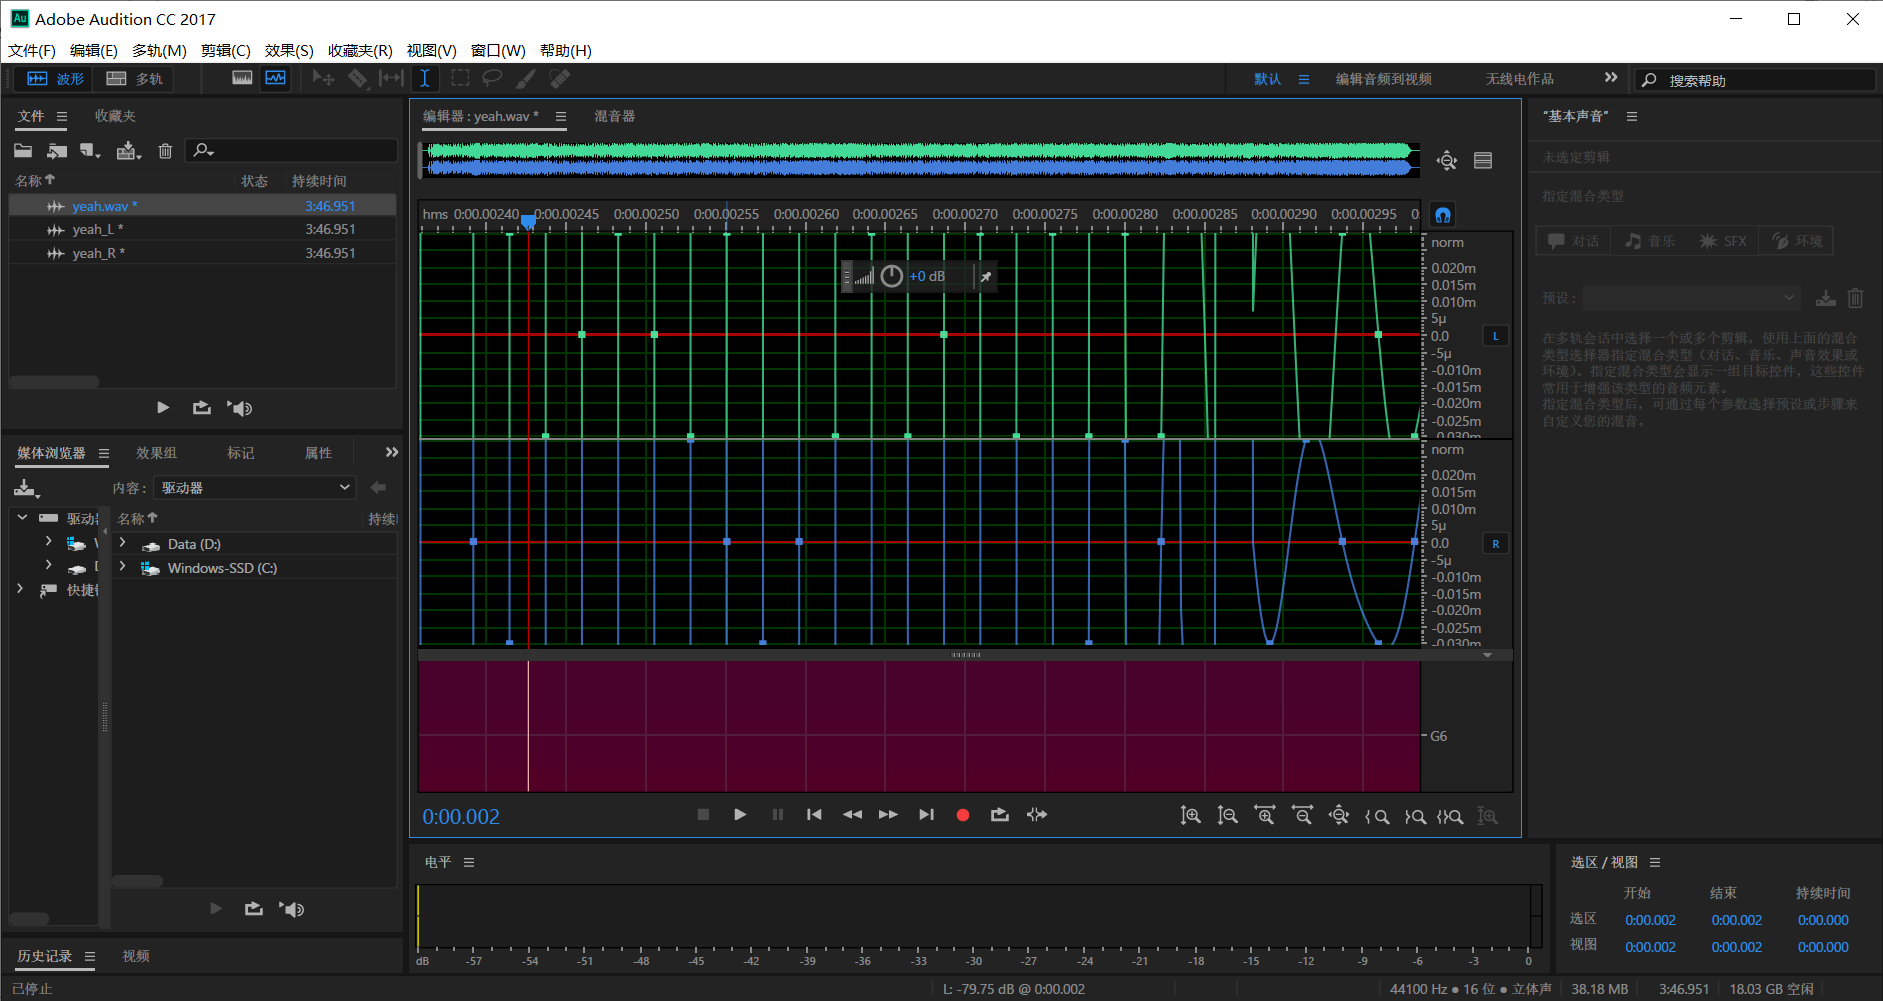 Adobe Audition CC 2017
文件(F) 编辑(E) 多轨(M) 剪辑(C) 效果(S) 收藏夹(R) 视图(V) 窗口(W) 帮助(H)
波形 多轨 默认 编辑音频到视频 无线电作品 搜索帮助
文件 收藏夹
名称 状态 持续时间
yeah.wav * 3:46.951
yeah_L * 3:46.951
yeah_R * 3:46.951
媒体浏览器 效果组 标记 属性
内容: 驱动器
驱动
名称 持续
Data (D:)
Windows-SSD (C:)
快捷
历史记录 视频
编辑器: yeah.wav * 混音器
hms 0:00.00240 0:00.00245 0:00.00250 0:00.00255 0:00.00260 0:00.00265 0:00.00270 0:00.00275 0:00.00280 0:00.00285 0:00.00290 0:00.00295 0:
+0 dB
norm
0.020m
0.015m
0.010m
5µ
0.0
L
-5µ
-0.010m
-0.015m
-0.020m
-0.025m
-0.030m
norm
0.020m
0.015m
0.010m
5µ
0.0
R
-5µ
-0.010m
-0.015m
-0.020m
-0.025m
-0.030m
G6
0:00.002
电平
dB -57 -54 -51 -48 -45 -42 -39 -36 -33 -30 -27 -24 -21 -18 -15 -12 -9 -6 -3 0
"基本声音"
未选定剪辑
指定混合类型
对话 音乐 SFX 环境
预设:
在多轨会话中选择一个或多个剪辑，使用上面的混合
类型选择器指定混合类型（对话、音乐、声音效果或
环境）。指定混合类型会显示一组目标控件，这些控件
常用于增强该类型的音频元素。
指定混合类型后，可通过每个参数选择预设或步骤来
自定义您的混音。
选区 / 视图
开始 结束 持续时间
选区 0:00.002 0:00.002 0:00.000
视图 0:00.002 0:00.002 0:00.000
已停止
L: -79.75 dB @ 0:00.002
44100 Hz ● 16 位 ● 立体声 38.18 MB 3:46.951 18.03 GB 空闲